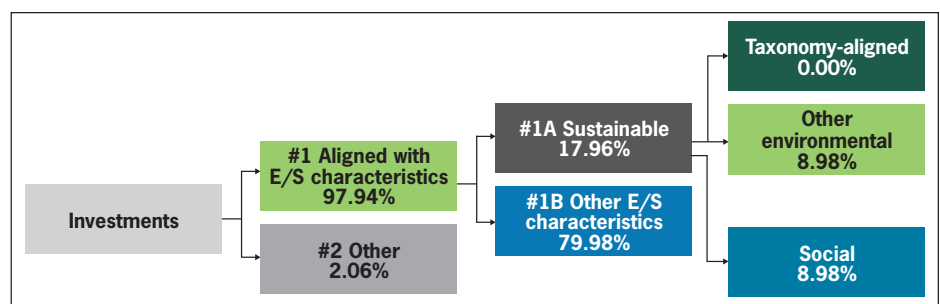 Investments
#1 Aligned with
E/S characteristics
97.94%
#2 Other
2.06%
#1A Sustainable
17.96%
#1B Other E/S
characteristics
79.98%
Taxonomy-aligned
0.00%
Other
environmental
8.98%
Social
8.98%